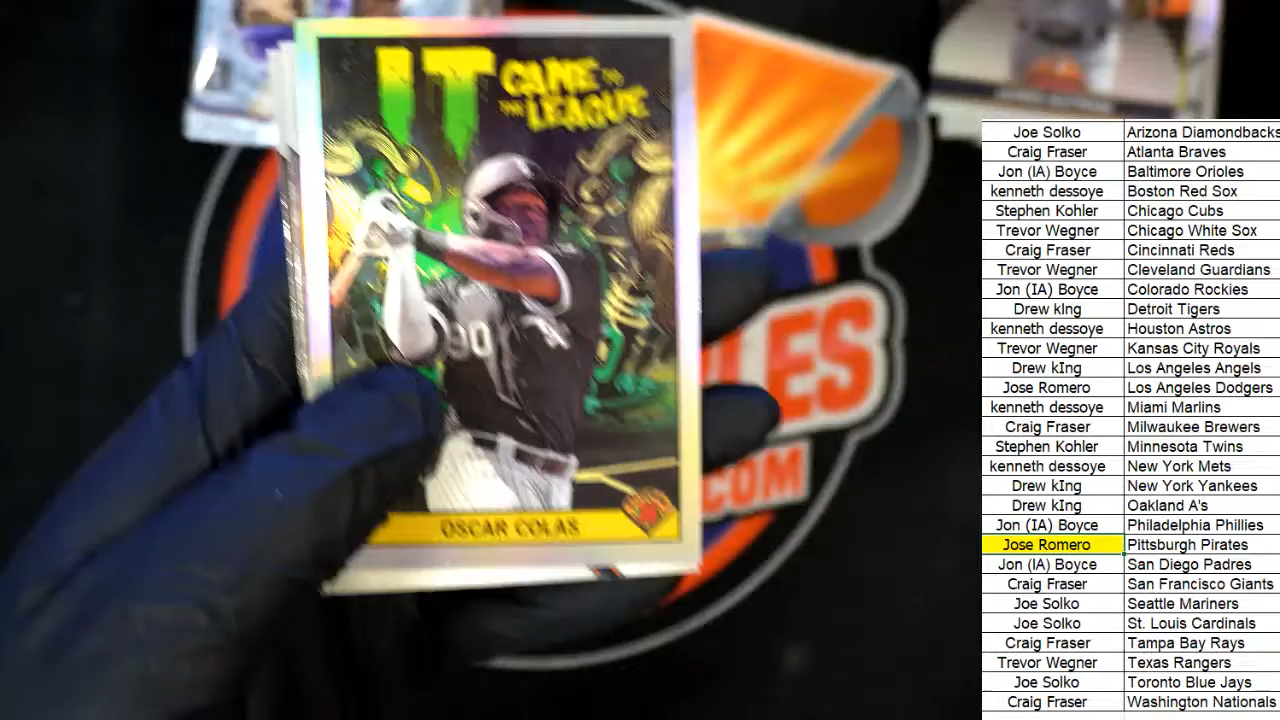 IT CAME TO
THE LEAGUE
OSCAR COLAS
LES
.COM
Joe Solko Arizona Diamondbacks
Craig Fraser Atlanta Braves
Jon (IA) Boyce Baltimore Orioles
kenneth dessoye Boston Red Sox
Stephen Kohler Chicago Cubs
Trevor Wegner Chicago White Sox
Craig Fraser Cincinnati Reds
Trevor Wegner Cleveland Guardians
Jon (IA) Boyce Colorado Rockies
Drew kIng Detroit Tigers
kenneth dessoye Houston Astros
Trevor Wegner Kansas City Royals
Drew kIng Los Angeles Angels
Jose Romero Los Angeles Dodgers
kenneth dessoye Miami Marlins
Craig Fraser Milwaukee Brewers
Stephen Kohler Minnesota Twins
kenneth dessoye New York Mets
Drew kIng New York Yankees
Drew kIng Oakland A's
Jon (IA) Boyce Philadelphia Phillies
Jose Romero Pittsburgh Pirates
Jon (IA) Boyce San Diego Padres
Craig Fraser San Francisco Giants
Joe Solko Seattle Mariners
Joe Solko St. Louis Cardinals
Craig Fraser Tampa Bay Rays
Trevor Wegner Texas Rangers
Joe Solko Toronto Blue Jays
Craig Fraser Washington Nationals